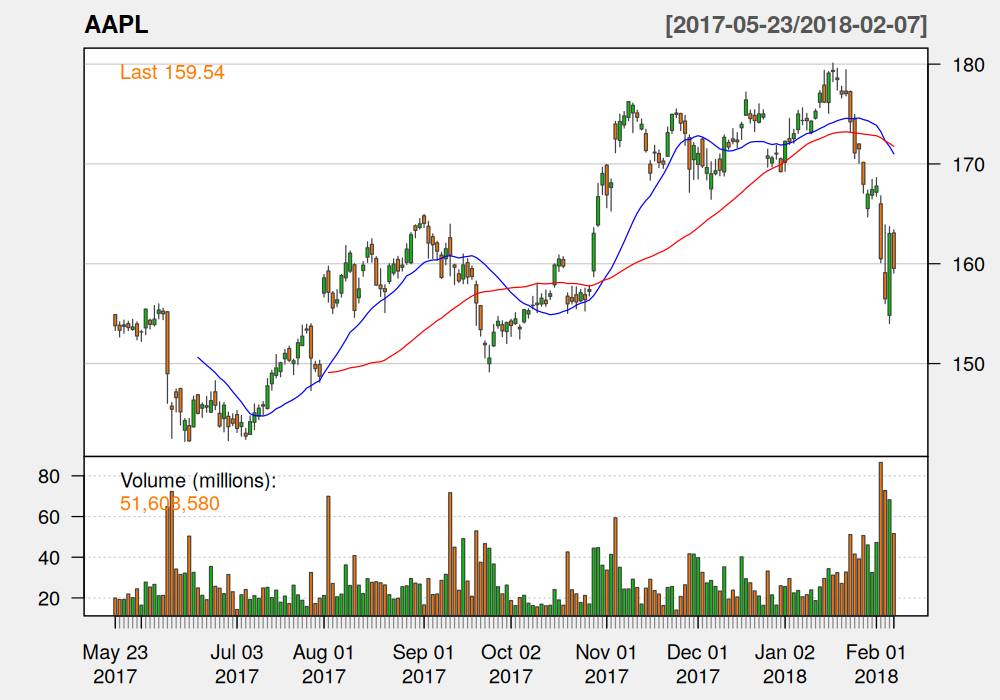 AAPL [2017-05-23/2018-02-07]
Last 159.54
180
170
160
150
Volume (millions):
51,603,580
80
60
40
20
May 23 Jul 03 Aug 01 Sep 01 Oct 02 Nov 01 Dec 01 Jan 02 Feb 01
2017 2017 2017 2017 2017 2017 2017 2018 2018